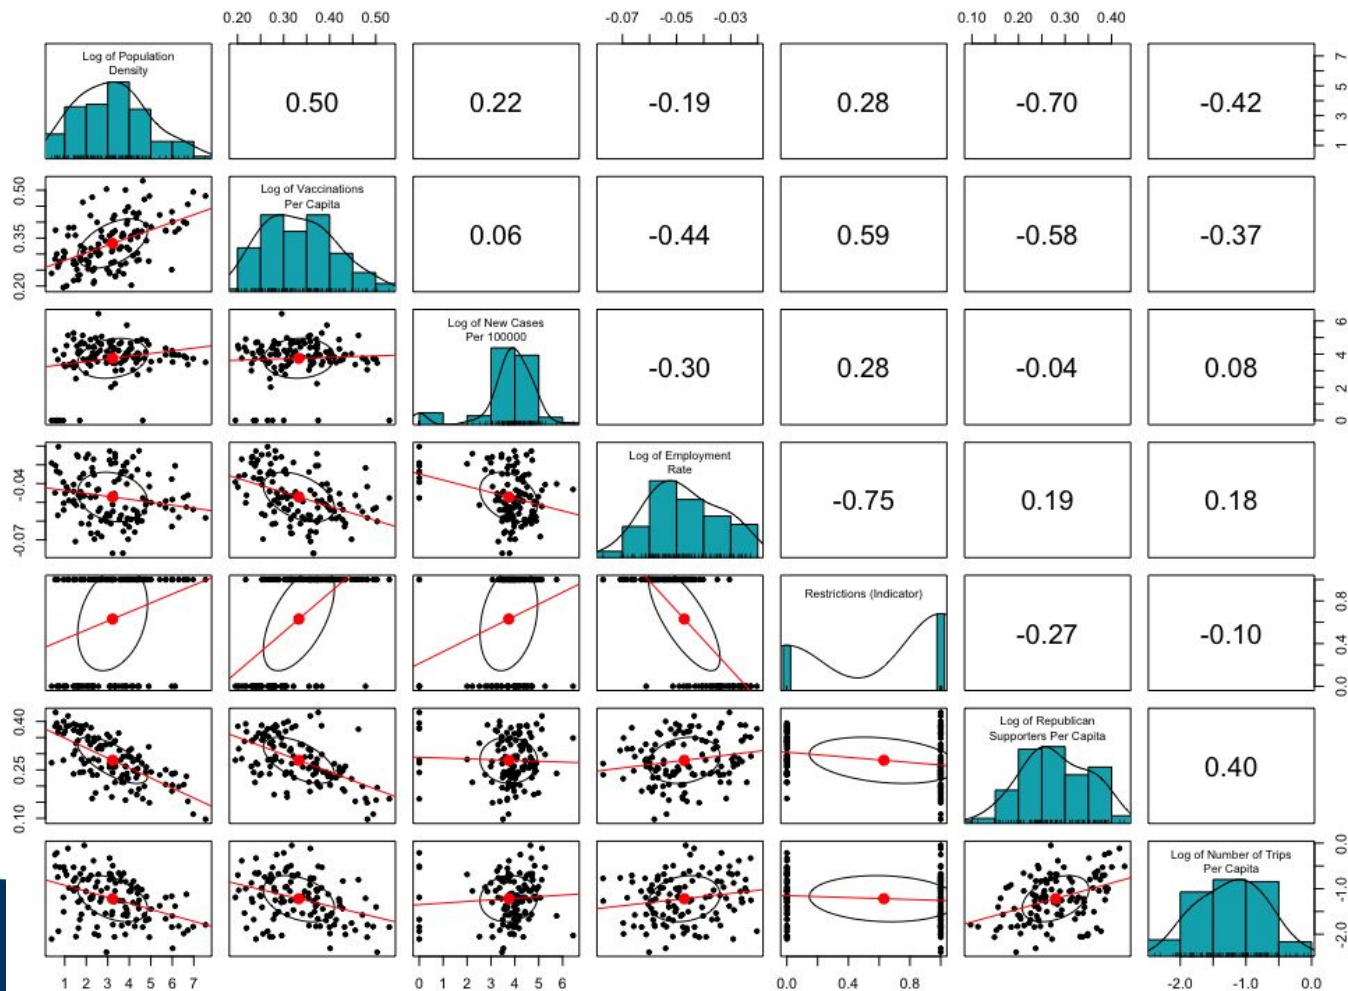 0.20 0.30 0.40 0.50 -0.07 -0.05 -0.03 0.10 0.20 0.30 0.40
Log of Population
Density
0.50 0.22 -0.19 0.28 -0.70 -0.42
7
5
3
1
0.50
0.35
0.20
Log of Vaccinations
Per Capita
0.06 -0.44 0.59 -0.58 -0.37
Log of New Cases
Per 100000
-0.30 0.28 -0.04 0.08
6
4
2
0
-0.04
-0.07
Log of Employment
Rate
-0.75 0.19 0.18
Restrictions (Indicator)
-0.27 -0.10
0.8
0.4
0.0
0.40
0.25
0.10
Log of Republican
Supporters Per Capita
0.40
Log of Number of Trips
Per Capita
0.0
-1.0
-2.0
1 2 3 4 5 6 7 0 1 2 3 4 5 6 0.0 0.4 0.8 -2.0 -1.0 0.0